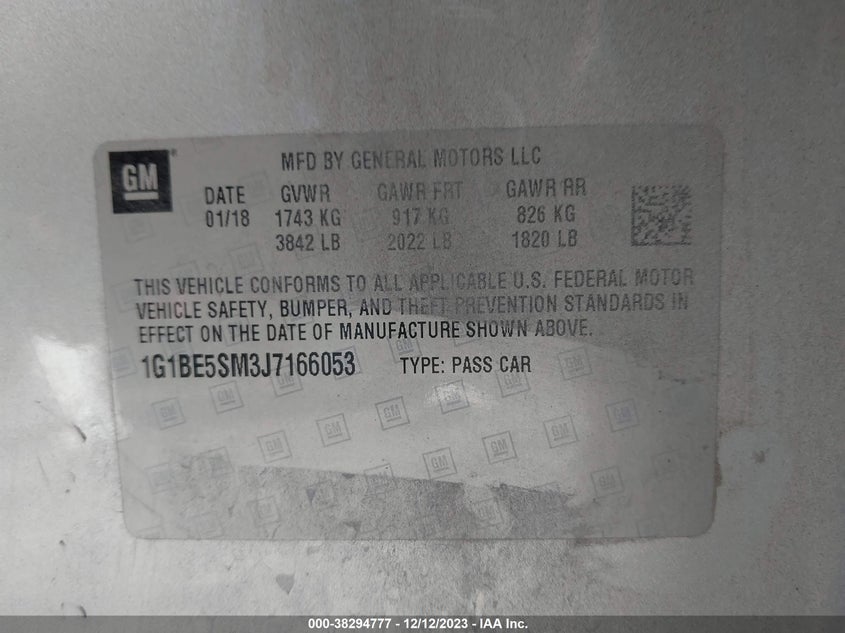 GM
MFD BY GENERAL MOTORS LLC
DATE GVWR GAWR FRT GAWR RR
01/18 1743 KG 917 KG 826 KG
3842 LB 2022 LB 1820 LB
THIS VEHICLE CONFORMS TO ALL APPLICABLE U.S. FEDERAL MOTOR
VEHICLE SAFETY, BUMPER, AND THEFT PREVENTION STANDARDS IN
EFFECT ON THE DATE OF MANUFACTURE SHOWN ABOVE.
1G1BE5SM3J7166053 TYPE: PASS CAR
000-38294777 - 12/12/2023 - IAA Inc.